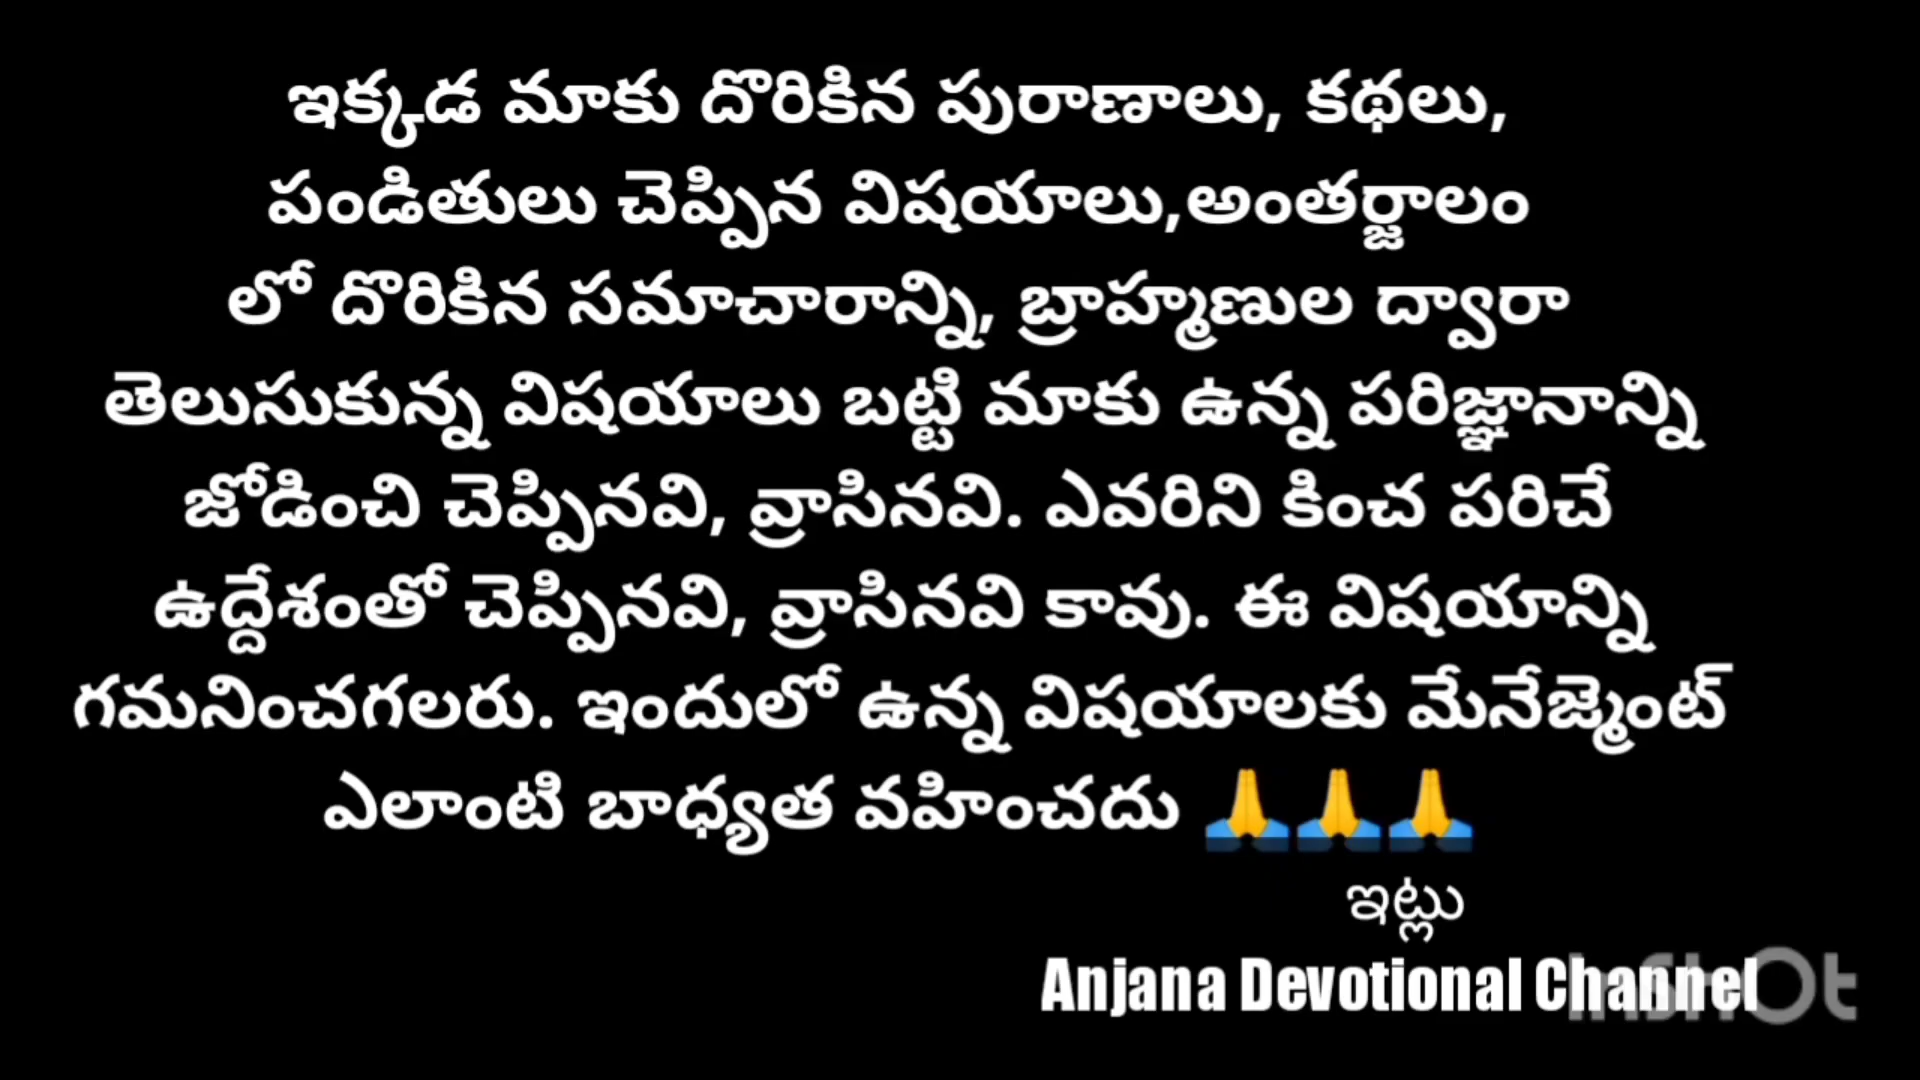 ఇక్కడ మాకు దొరికిన పురాణాలు, కథలు,
పండితులు చెప్పిన విషయాలు,అంతర్జాలం
లో దొరికిన సమాచారాన్ని, బ్రాహ్మణుల ద్వారా
తెలుసుకున్న విషయాలు బట్టి మాకు ఉన్న పరిజ్ఞానాన్ని
జోడించి చెప్పినవి, వ్రాసినవి. ఎవరిని కించ పరిచే
ఉద్దేశంతో చెప్పినవి, వ్రాసినవి కావు. ఈ విషయాన్ని
గమనించగలరు. ఇందులో ఉన్న విషయాలకు మేనేజ్మెంట్
ఎలాంటి బాధ్యత వహించదు 🙏🙏🙏
ఇట్లు
Anjana Devotional Channel
InShOt